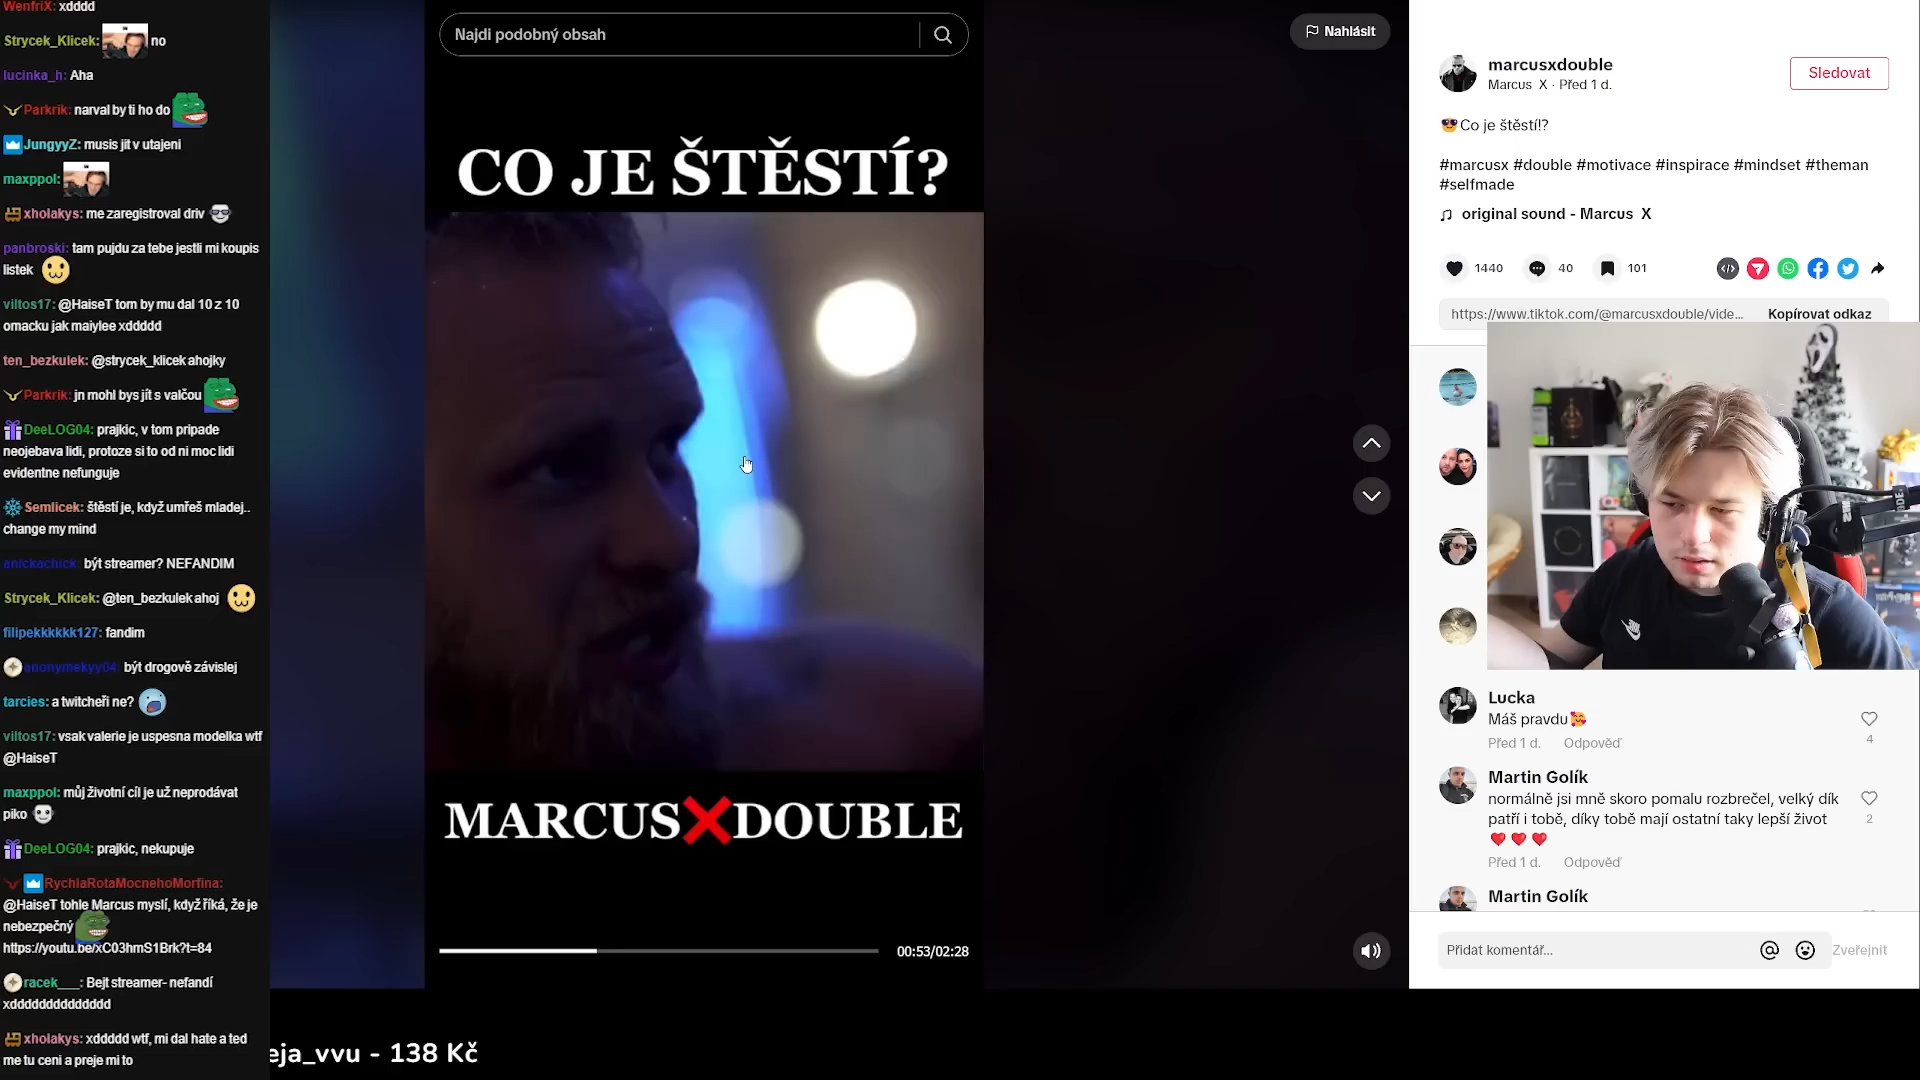 WenfriX: xdddd
Strycek_Klicek: no
lucinka_h: Aha
Parkrik: narval by ti ho do
JungyyZ: musis jit v utajeni
maxppol:
xholakys: me zaregistroval driv
panbroski: tam pujdu za tebe jestli mi koupis
listek
viltos17: @HaiseT tom by mu dal 10 z 10
omacku jak maiylee xddddd
ten_bezkulek: @strycek_klicek ahojky
Parkrik: jn mohl bys jít s valčou
DeeLOG04: prajkic, v tom pripade
neojebava lidi, protoze si to od ni moc lidi
evidentne nefunguje
Semlicek: štěstí je, když umřeš mladej..
change my mind
anickachick: být streamer? NEFANDIM
Strycek_Klicek: @ten_bezkulek ahoj
filipekkkkkk127: fandim
anonymekyy04: být drogově závislej
tarcies: a twitcheři ne?
viltos17: vsak valerie je uspesna modelka wtf
@HaiseT
maxppol: můj životní cíl je už neprodávat
piko
DeeLOG04: prajkic, nekupuje
RychlaRotaMocnehoMorfina:
@HaiseT tohle Marcus myslí, když říká, že je
nebezpečný
https://youtu.be/xC03hmS1Brk?t=84
racek___: Bejt streamer- nefandí
xdddddddddddddd
xholakys: xddddd wtf, mi dal hate a ted
me tu ceni a preje mi to
eja_vvu - 138 Kč
Najdi podobný obsah
Nahlásit
CO JE ŠTĚSTÍ?
MARCUS❌DOUBLE
00:53/02:28
marcusxdouble
Marcus X · Před 1 d.
Sledovat
😎Co je štěstí!?
#marcusx #double #motivace #inspirace #mindset #theman
#selfmade
original sound - Marcus X
1440 40 101
https://www.tiktok.com/@marcusxdouble/vide... Kopírovat odkaz
Lucka
Máš pravdu🥰
4
Před 1 d. Odpověď
Martin Golík
normálně jsi mně skoro pomalu rozbrečel, velký dík
patří i tobě, díky tobě mají ostatní taky lepší život
❤️ ❤️ ❤️
2
Před 1 d. Odpověď
Martin Golík
Přidat komentář...
Zveřejnit